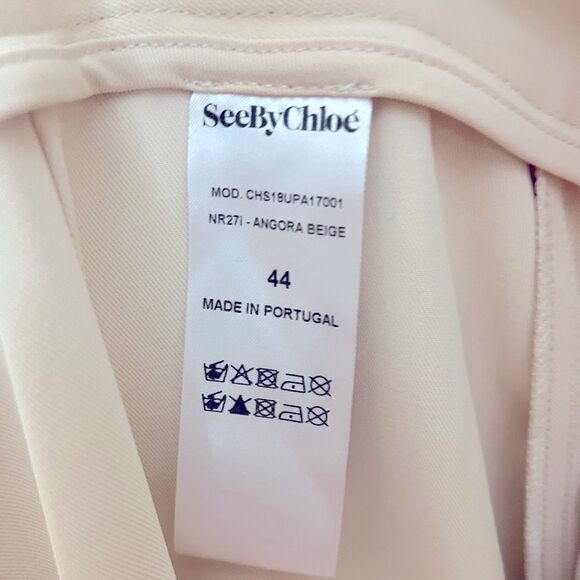 SeeByChloé
MOD. CHS18UPA17001
NR27I - ANGORA BEIGE
44
MADE IN PORTUGAL